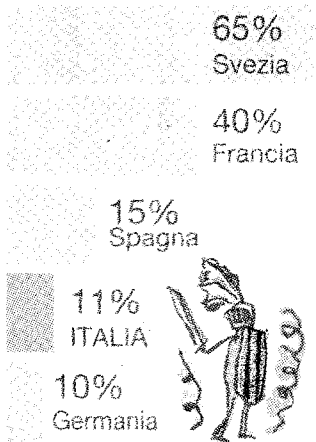 65%
Svezia
40%
Francia
15%
Spagna
11%
ITALIA
10%
Germania